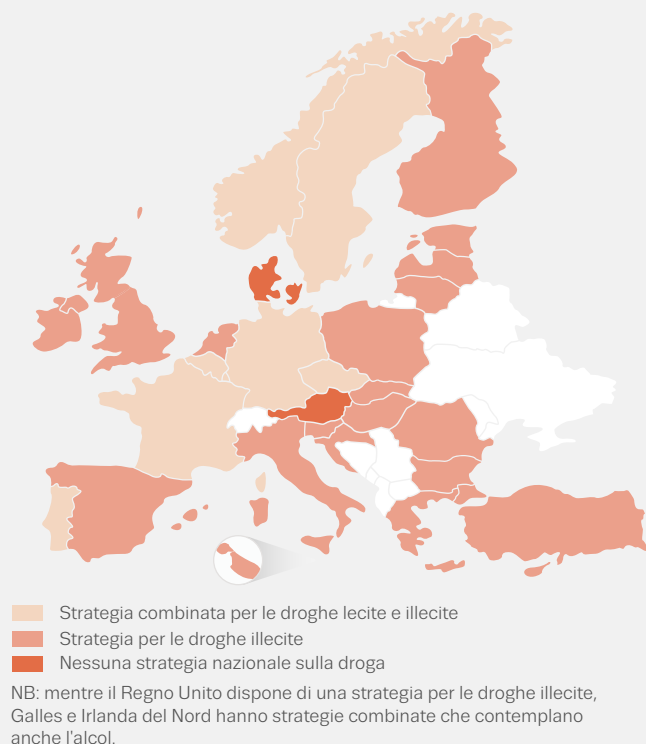 Strategia combinata per le droghe lecite e illecite
Strategia per le droghe illecite
Nessuna strategia nazionale sulla droga
NB: mentre il Regno Unito dispone di una strategia per le droghe illecite,
Galles e Irlanda del Nord hanno strategie combinate che contemplano
anche l'alcol.